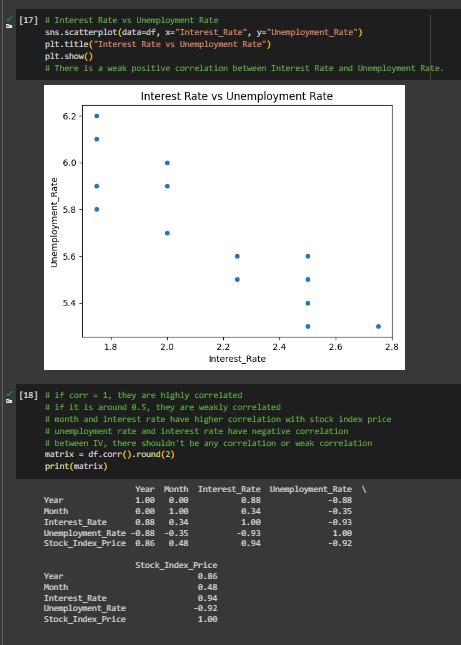 [17] # Interest Rate vs Unemployment Rate
sns.scatterplot(data=df, x="Interest_Rate", y="Unemployment_Rate")
plt.title("Interest Rate vs Unemployment Rate")
plt.show()
# There is a weak positive correlation between Interest Rate and Unemployment Rate.
Interest Rate vs Unemployment Rate
6.2
6.0
5.8
5.6
5.4
Unemployment_Rate
1.8 2.0 2.2 2.4 2.6 2.8
Interest_Rate
[18] # if corr = 1, they are highly correlated
# if it is around 0.5, they are weakly correlated
# month and interest rate have higher correlation with stock index price
# unemployment rate and interest rate have negative correlation
# between IV, there shouldn't be any correlation or weak correlation
matrix = df.corr().round(2)
print(matrix)
Year Month Interest_Rate Unemployment_Rate \
Year 1.00 0.00 0.88 -0.88
Month 0.00 1.00 0.34 -0.35
Interest_Rate 0.88 0.34 1.00 -0.93
Unemployment_Rate -0.88 -0.35 -0.93 1.00
Stock_Index_Price 0.86 0.48 0.94 -0.92
Stock_Index_Price
Year 0.86
Month 0.48
Interest_Rate 0.94
Unemployment_Rate -0.92
Stock_Index_Price 1.00